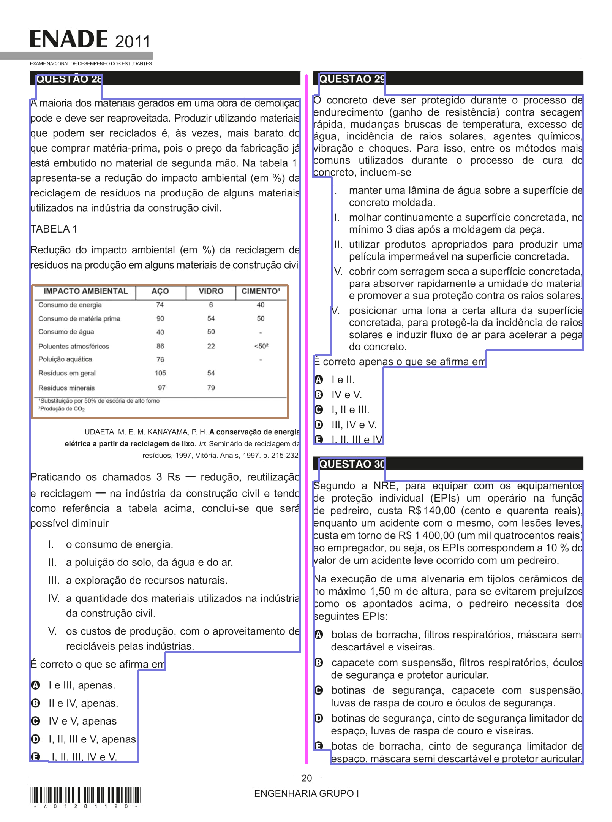 ENADE 2011
EXAME NACIONAL DE DESEMPENHO DOS ESTUDANTES
QUESTÃO 28
A maioria dos materiais gerados em uma obra de demolição
pode e deve ser reaproveitada. Produzir utilizando materiais
que podem ser reciclados é, às vezes, mais barato do
que comprar matéria-prima, pois o preço da fabricação já
está embutido no material de segunda mão. Na tabela 1,
apresenta-se a redução do impacto ambiental (em %) da
reciclagem de resíduos na produção de alguns materiais
utilizados na indústria da construção civil.
TABELA 1
Redução do impacto ambiental (em %) da reciclagem de
resíduos na produção em alguns materiais de construção civil
IMPACTO AMBIENTAL AÇO VIDRO CIMENTO¹
Consumo de energia 74 6 40
Consumo de matéria prima 90 54 50
Consumo de água 40 50 -
Poluentes atmosféricos 86 22 <50²
Poluição aquática 76 -
Resíduos em geral 105 54
Resíduos minerais 97 79
¹Substituição por 50% de escória de alto forno
²Produção de CO2
UDAETA, M. E. M, KANAYAMA, P. H. A conservação de energia
elétrica a partir da reciclagem de lixo. In: Seminário de reciclagem de
resíduos, 1997, Vitória. Anais, 1997. p. 215-232.
Praticando os chamados 3 Rs — redução, reutilização
e reciclagem — na indústria da construção civil e tendo
como referência a tabela acima, conclui-se que será
possível diminuir
I. o consumo de energia.
II. a poluição do solo, da água e do ar.
III. a exploração de recursos naturais.
IV. a quantidade dos materiais utilizados na indústria
da construção civil.
V. os custos de produção, com o aproveitamento de
recicláveis pelas indústrias.
É correto o que se afirma em
A I e III, apenas.
B II e IV, apenas.
C IV e V, apenas
D I, II, III e V, apenas
E I, II, III, IV e V.
QUESTÃO 29
O concreto deve ser protegido durante o processo de
endurecimento (ganho de resistência) contra secagem
rápida, mudanças bruscas de temperatura, excesso de
água, incidência de raios solares, agentes químicos,
vibração e choques. Para isso, entre os métodos mais
comuns utilizados durante o processo de cura do
concreto, incluem-se
I. manter uma lâmina de água sobre a superfície de
concreto moldada.
II. molhar continuamente a superfície concretada, no
mínimo 3 dias após a moldagem da peça.
III. utilizar produtos apropriados para produzir uma
película impermeável na superfície concretada.
IV. cobrir com serragem seca a superfície concretada,
para absorver rapidamente a umidade do material
e promover a sua proteção contra os raios solares.
V. posicionar uma lona a certa altura da superfície
concretada, para protegê-la da incidência de raios
solares e induzir fluxo de ar para acelerar a pega
do concreto.
É correto apenas o que se afirma em
A I e II.
B IV e V.
C I, II e III.
D III, IV e V.
E I, II, III e IV.
QUESTÃO 30
Segundo a NRE, para equipar com os equipamentos
de proteção individual (EPIs) um operário na função
de pedreiro, custa R$ 140,00 (cento e quarenta reais),
enquanto um acidente com o mesmo, com lesões leves,
custa em torno de R$ 1 400,00 (um mil quatrocentos reais)
ao empregador, ou seja, os EPIs correspondem a 10 % do
valor de um acidente leve ocorrido com um pedreiro.
Na execução de uma alvenaria em tijolos cerâmicos de
no máximo 1,50 m de altura, para se evitarem prejuízos
como os apontados acima, o pedreiro necessita dos
seguintes EPIs:
A botas de borracha, filtros respiratórios, máscara semi
descartável e viseiras.
B capacete com suspensão, filtros respiratórios, óculos
de segurança e protetor auricular.
C botinas de segurança, capacete com suspensão,
luvas de raspa de couro e óculos de segurança.
D botinas de segurança, cinto de segurança limitador de
espaço, luvas de raspa de couro e viseiras.
E botas de borracha, cinto de segurança limitador de
espaço, máscara semi descartável e protetor auricular.
20
ENGENHARIA GRUPO I